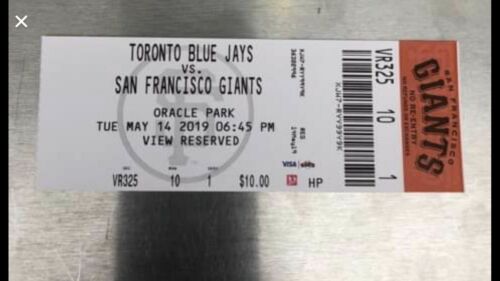 TORONTO BLUE JAYS
VS.
SAN FRANCISCO GIANTS
ORACLE PARK
TUE MAY 14 2019 06:45 PM
VIEW RESERVED
VR325 10 1 $10.00
VISA
HP
VR325 10 1
SAN FRANCISCO
GIANTS
NO RE-ENTRY